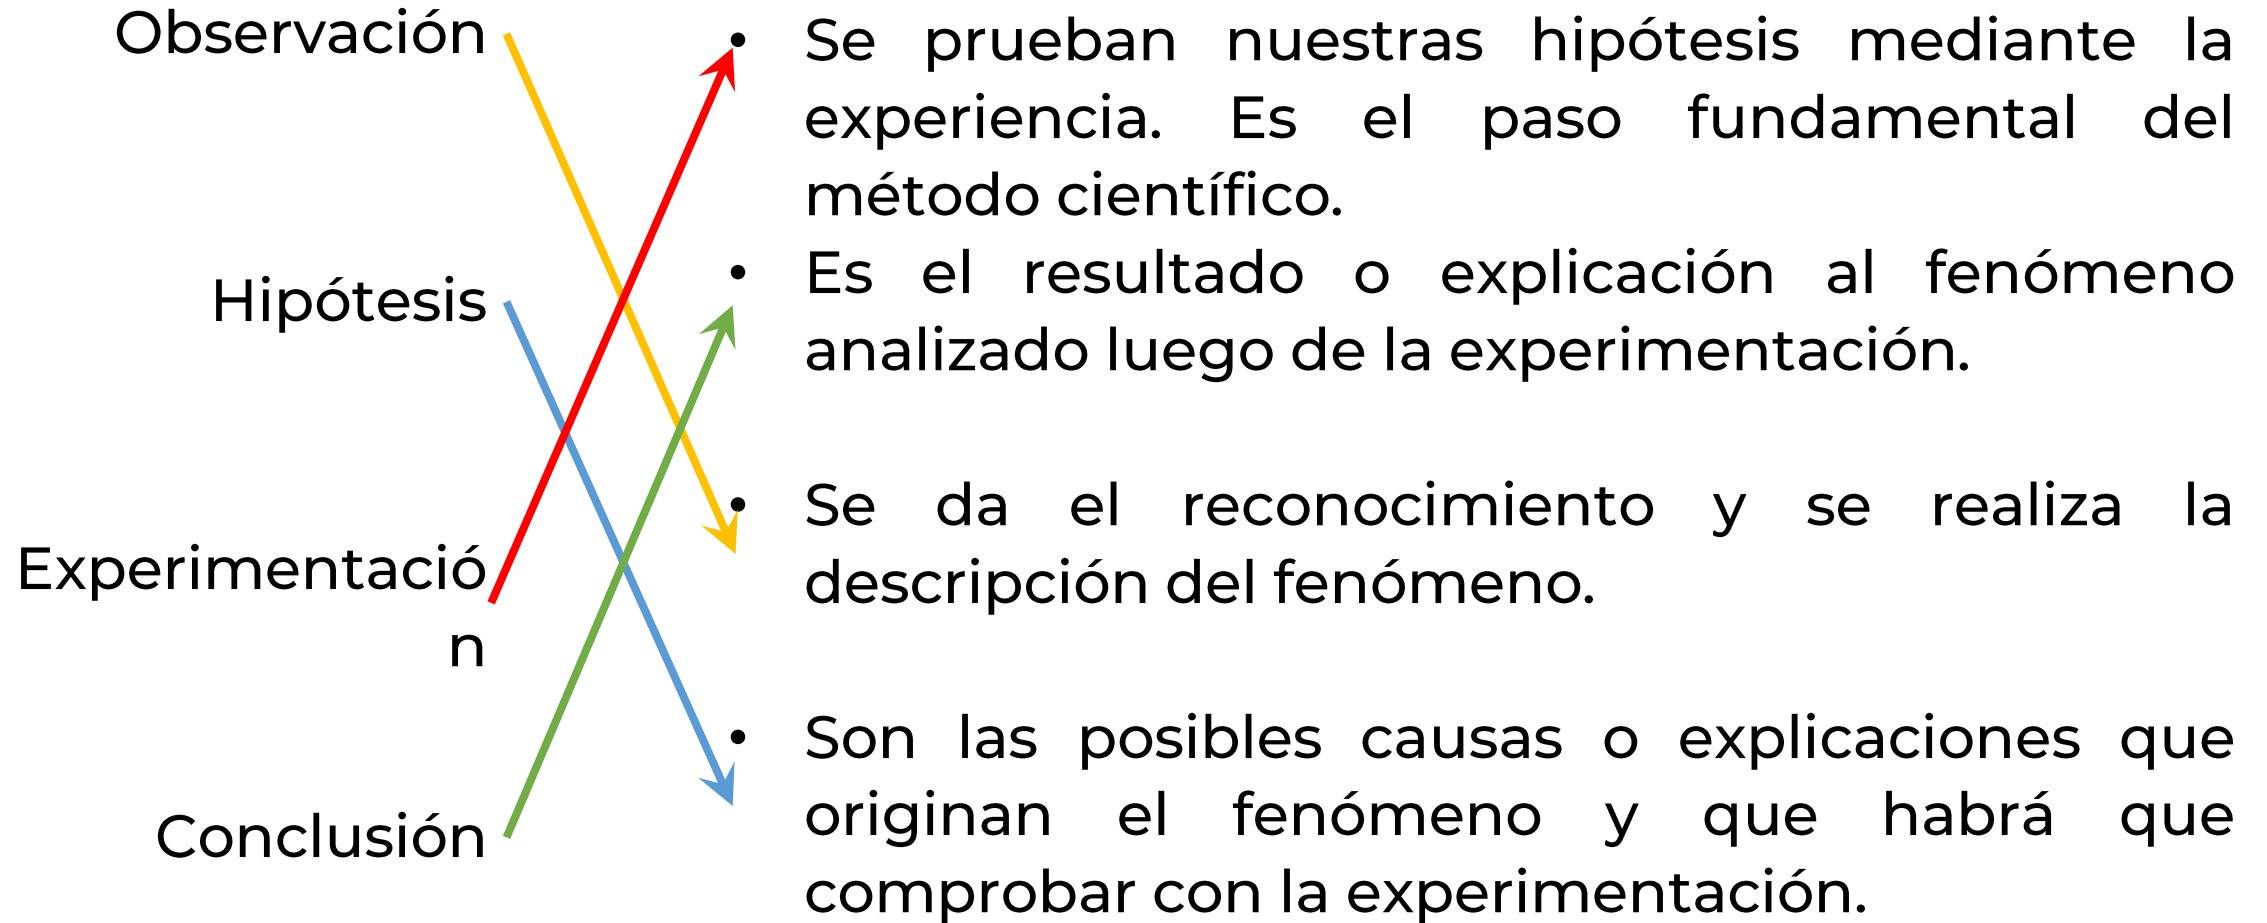 Observación
Hipótesis
Experimentació
n
Conclusión
• Se prueban nuestras hipótesis mediante la
experiencia. Es el paso fundamental del
método científico.
• Es el resultado o explicación al fenómeno
analizado luego de la experimentación.
• Se da el reconocimiento y se realiza la
descripción del fenómeno.
• Son las posibles causas o explicaciones que
originan el fenómeno y que habrá que
comprobar con la experimentación.